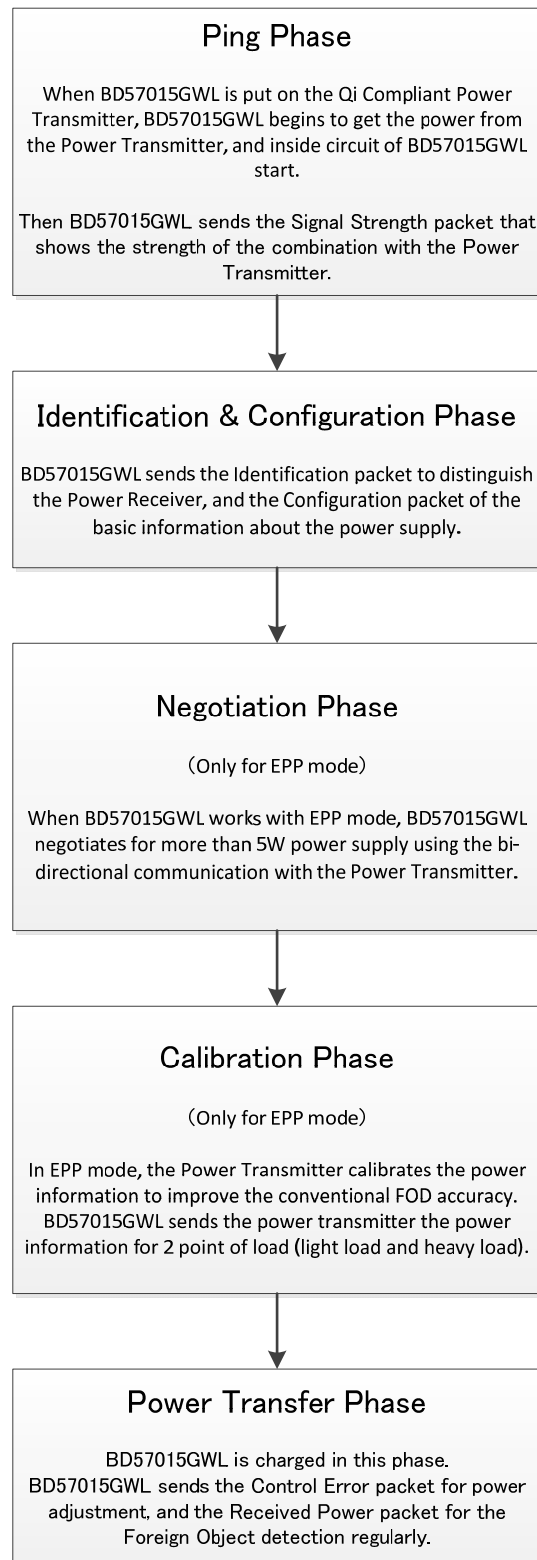 Ping Phase
When BD57015GWL is put on the Qi Compliant Power
Transmitter, BD57015GWL begins to get the power from
the Power Transmitter, and inside circuit of BD57015GWL
start.
Then BD57015GWL sends the Signal Strength packet that
shows the strength of the combination with the Power
Transmitter.
Identification & Configuration Phase
BD57015GWL sends the Identification packet to distinguish
the Power Receiver, and the Configuration packet of the
basic information about the power supply.
Negotiation Phase
(Only for EPP mode)
When BD57015GWL works with EPP mode, BD57015GWL
negotiates for more than 5W power supply using the bi-
directional communication with the Power Transmitter.
Calibration Phase
(Only for EPP mode)
In EPP mode, the Power Transmitter calibrates the power
information to improve the conventional FOD accuracy.
BD57015GWL sends the power transmitter the power
information for 2 point of load (light load and heavy load).
Power Transfer Phase
BD57015GWL is charged in this phase.
BD57015GWL sends the Control Error packet for power
adjustment, and the Received Power packet for the
Foreign Object detection regularly.